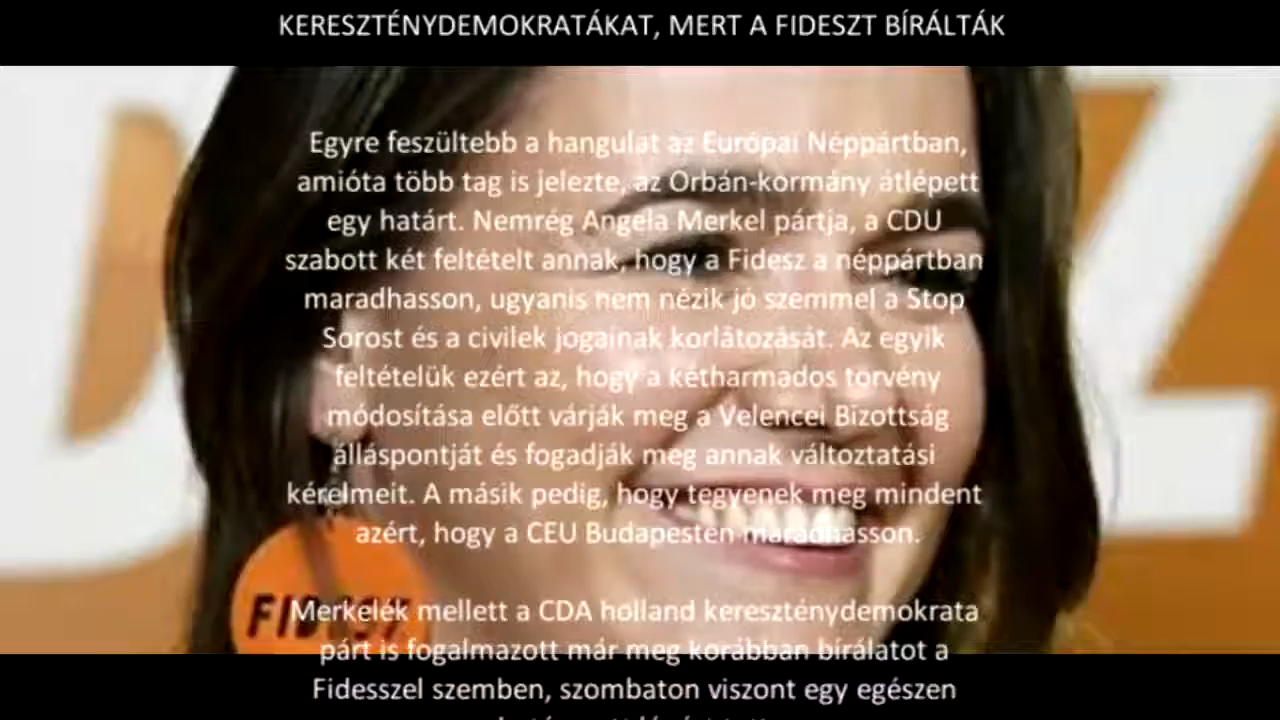 KERESZTÉNYDEMOKRATÁKAT, MERT A FIDESZT BÍRÁLTÁK
Egyre feszültebb a hangulat az Európai Néppártban,
amióta több tag is jelezte, az Orbán-kormány átlépett
egy határt. Nemrég Angela Merkel pártja, a CDU
szabott két feltételt annak, hogy a Fidesz a néppártban
maradhasson, ugyanis nem nézik jó szemmel a Stop
Sorost és a civilek jogainak korlátozását. Az egyik
feltételük ezért az, hogy a kétharmados törvény
módosítása előtt várják meg a Velencei Bizottság
álláspontját és fogadják meg annak változtatási
kérelmeit. A másik pedig, hogy tegyenek meg mindent
azért, hogy a CEU Budapesten maradhasson.
Merkelék mellett a CDA holland kereszténydemokrata
párt is fogalmazott már meg korábban bírálatot a
Fidesszel szemben, szombaton viszont egy egészen